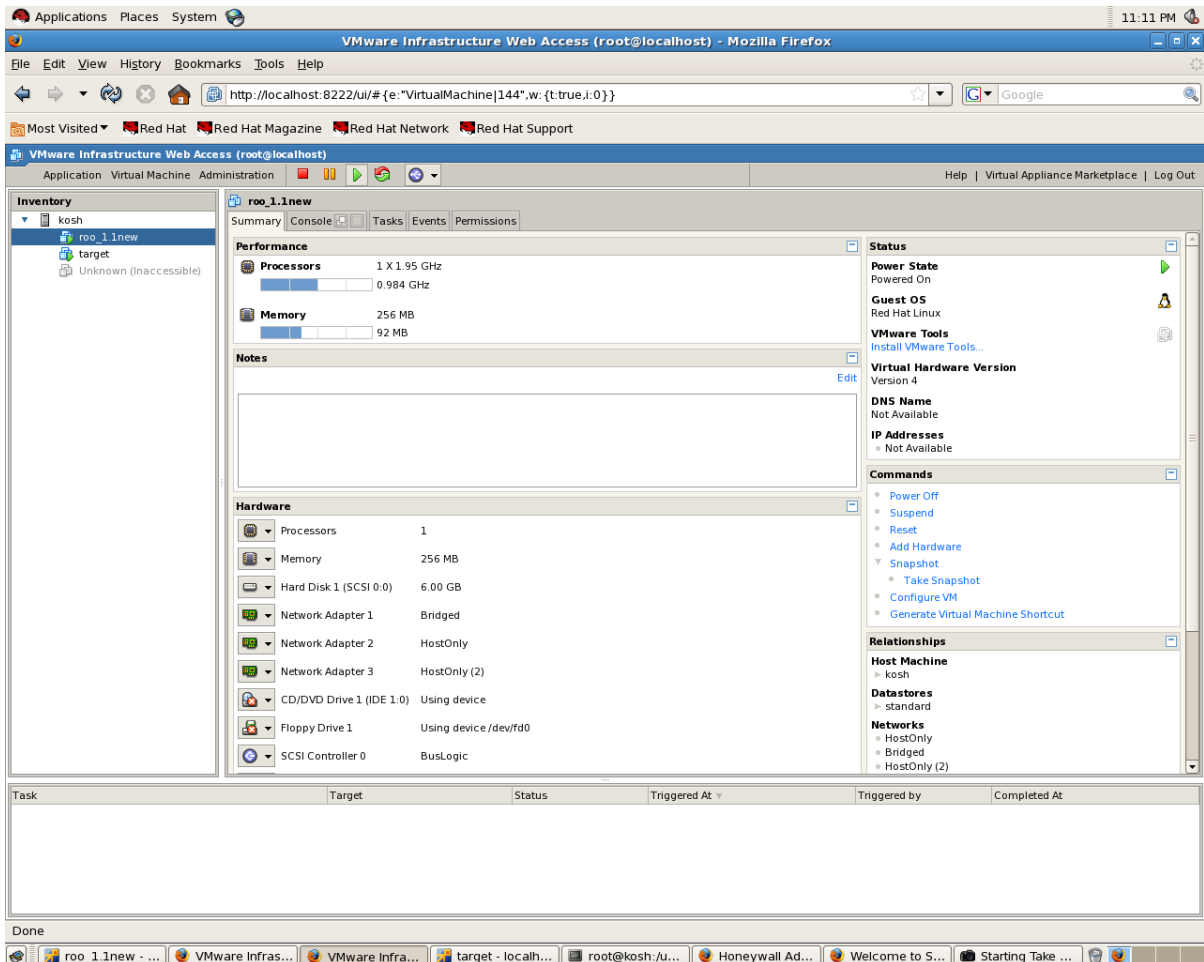 Applications Places System 11:11 PM
VMware Infrastructure Web Access (root@localhost) - Mozilla Firefox
File Edit View History Bookmarks Tools Help
http://localhost:8222/ui/#{e:"VirtualMachine|144",w:{t:true,i:0}} G Google
Most Visited Red Hat Red Hat Magazine Red Hat Network Red Hat Support
VMware Infrastructure Web Access (root@localhost)
Application Virtual Machine Administration Help | Virtual Appliance Marketplace | Log Out
Inventory
kosh
roo_1.1new
target
Unknown (Inaccessible)
roo_1.1new
Summary Console Tasks Events Permissions
Performance
Processors 1 X 1.95 GHz
0.984 GHz
Memory 256 MB
92 MB
Notes
Edit
Hardware
Processors 1
Memory 256 MB
Hard Disk 1 (SCSI 0:0) 6.00 GB
Network Adapter 1 Bridged
Network Adapter 2 HostOnly
Network Adapter 3 HostOnly (2)
CD/DVD Drive 1 (IDE 1:0) Using device
Floppy Drive 1 Using device /dev/fd0
SCSI Controller 0 BusLogic
Status
Power State
Powered On
Guest OS
Red Hat Linux
VMware Tools
Install VMware Tools...
Virtual Hardware Version
Version 4
DNS Name
Not Available
IP Addresses
Not Available
Commands
Power Off
Suspend
Reset
Add Hardware
Snapshot
Take Snapshot
Configure VM
Generate Virtual Machine Shortcut
Relationships
Host Machine
kosh
Datastores
standard
Networks
HostOnly
Bridged
HostOnly (2)
Task Target Status Triggered At Triggered by Completed At
Done
roo_1.1new - ... VMware Infras... VMware Infra... target - localh... root@kosh:/u... Honeywall Ad... Welcome to S... Starting Take ...